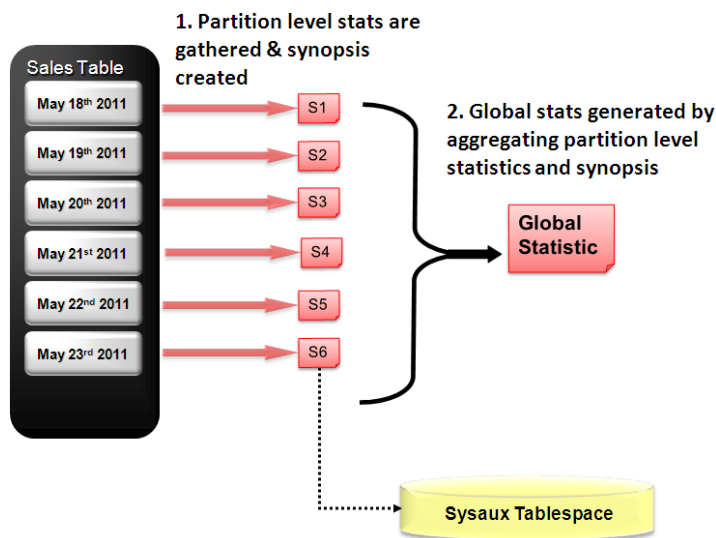 1. Partition level stats are
gathered & synopsis
created
Sales Table
May 18th 2011
S1
May 19th 2011
S2
May 20th 2011
S3
May 21st 2011
S4
May 22nd 2011
S5
May 23rd 2011
S6
2. Global stats generated by
aggregating partition level
statistics and synopsis
Global
Statistic
Sysaux Tablespace